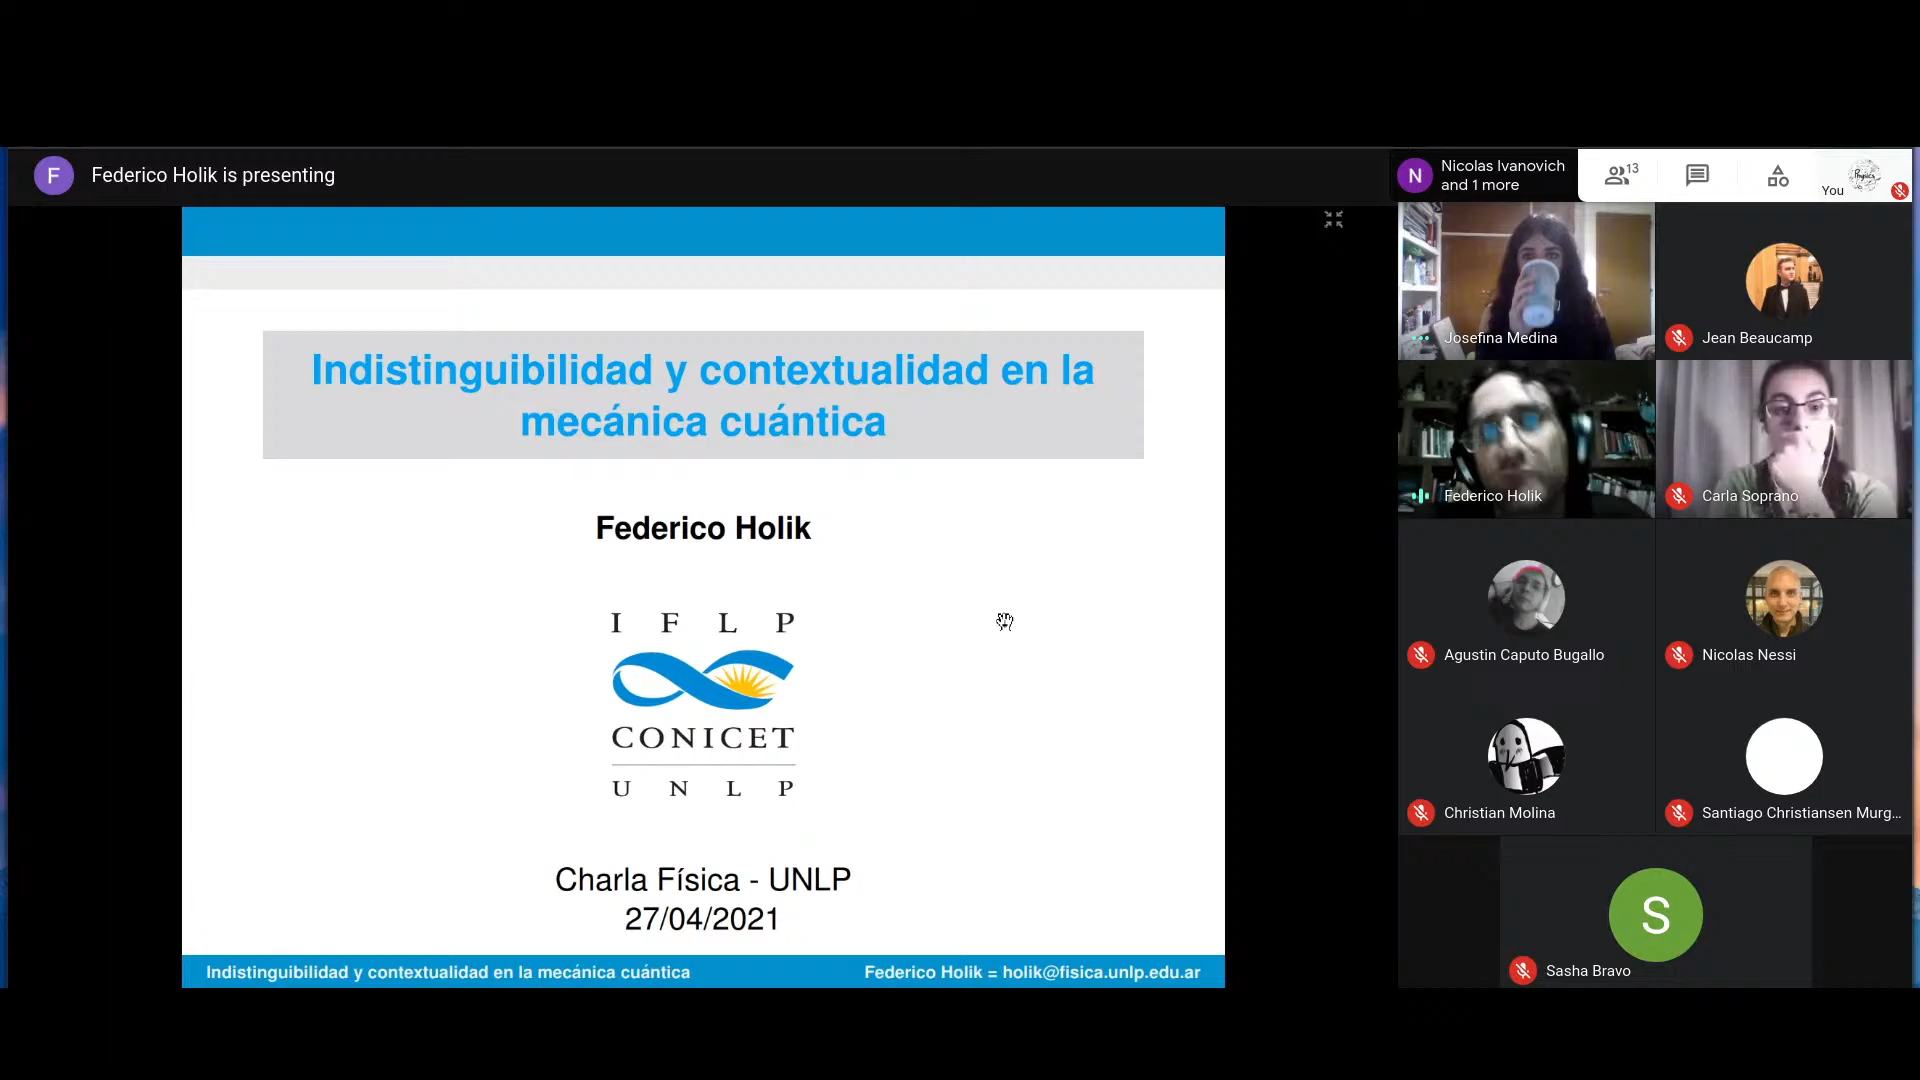 F
Federico Holik is presenting
N
Nicolas Ivanovich
and 1 more
13
You
Physics
Indistinguibilidad y contextualidad en la
mecánica cuántica
Federico Holik
I F L P
CONICET
U N L P
Charla Física - UNLP
27/04/2021
Indistinguibilidad y contextualidad en la mecánica cuántica
Federico Holik = holik@fisica.unlp.edu.ar
Josefina Medina
Jean Beaucamp
Federico Holik
Carla Soprano
Agustin Caputo Bugallo
Nicolas Nessi
Christian Molina
Santiago Christiansen Murg...
S
Sasha Bravo